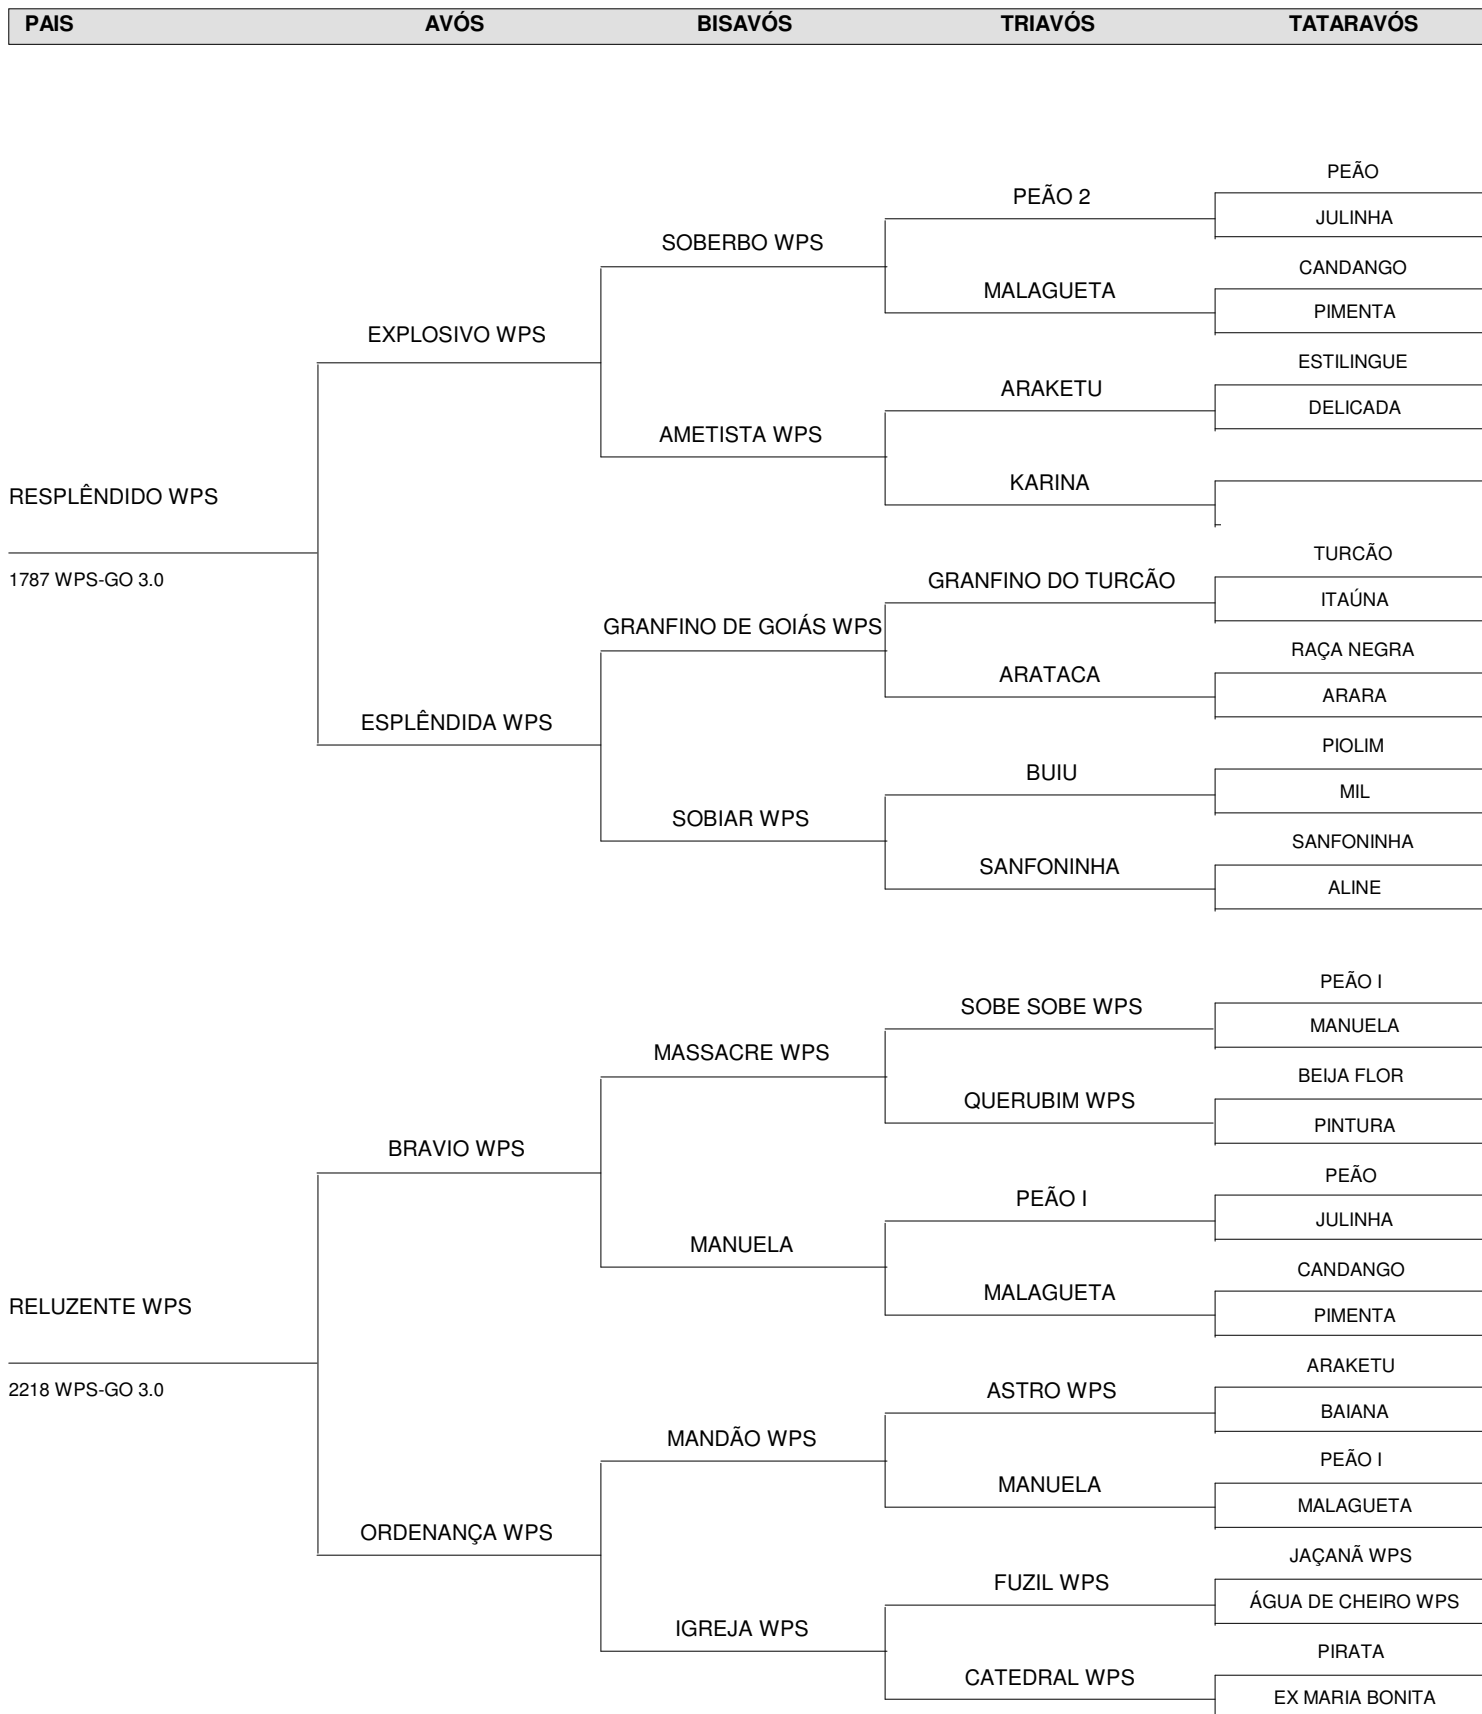 PAIS AVÓS BISAVÓS TRIAVÓS TATARAVÓS
PEÃO
PEÃO 2
JULINHA
SOBERBO WPS
CANDANGO
MALAGUETA
PIMENTA
EXPLOSIVO WPS
ESTILINGUE
ARAKETU
DELICADA
AMETISTA WPS
KARINA
RESPLÊNDIDO WPS
TURCÃO
1787 WPS-GO 3.0
GRANFINO DO TURCÃO
ITAÚNA
GRANFINO DE GOIÁS WPS
RAÇA NEGRA
ARATACA
ARARA
ESPLÊNDIDA WPS
PIOLIM
BUIU
MIL
SOBIAR WPS
SANFONINHA
SANFONINHA
ALINE
PEÃO I
SOBE SOBE WPS
MANUELA
MASSACRE WPS
BEIJA FLOR
QUERUBIM WPS
PINTURA
BRAVIO WPS
PEÃO
PEÃO I
JULINHA
MANUELA
CANDANGO
MALAGUETA
RELUZENTE WPS
PIMENTA
ARAKETU
2218 WPS-GO 3.0
ASTRO WPS
BAIANA
MANDÃO WPS
PEÃO I
MANUELA
MALAGUETA
ORDENANÇA WPS
JAÇANÃ WPS
FUZIL WPS
ÁGUA DE CHEIRO WPS
IGREJA WPS
PIRATA
CATEDRAL WPS
EX MARIA BONITA